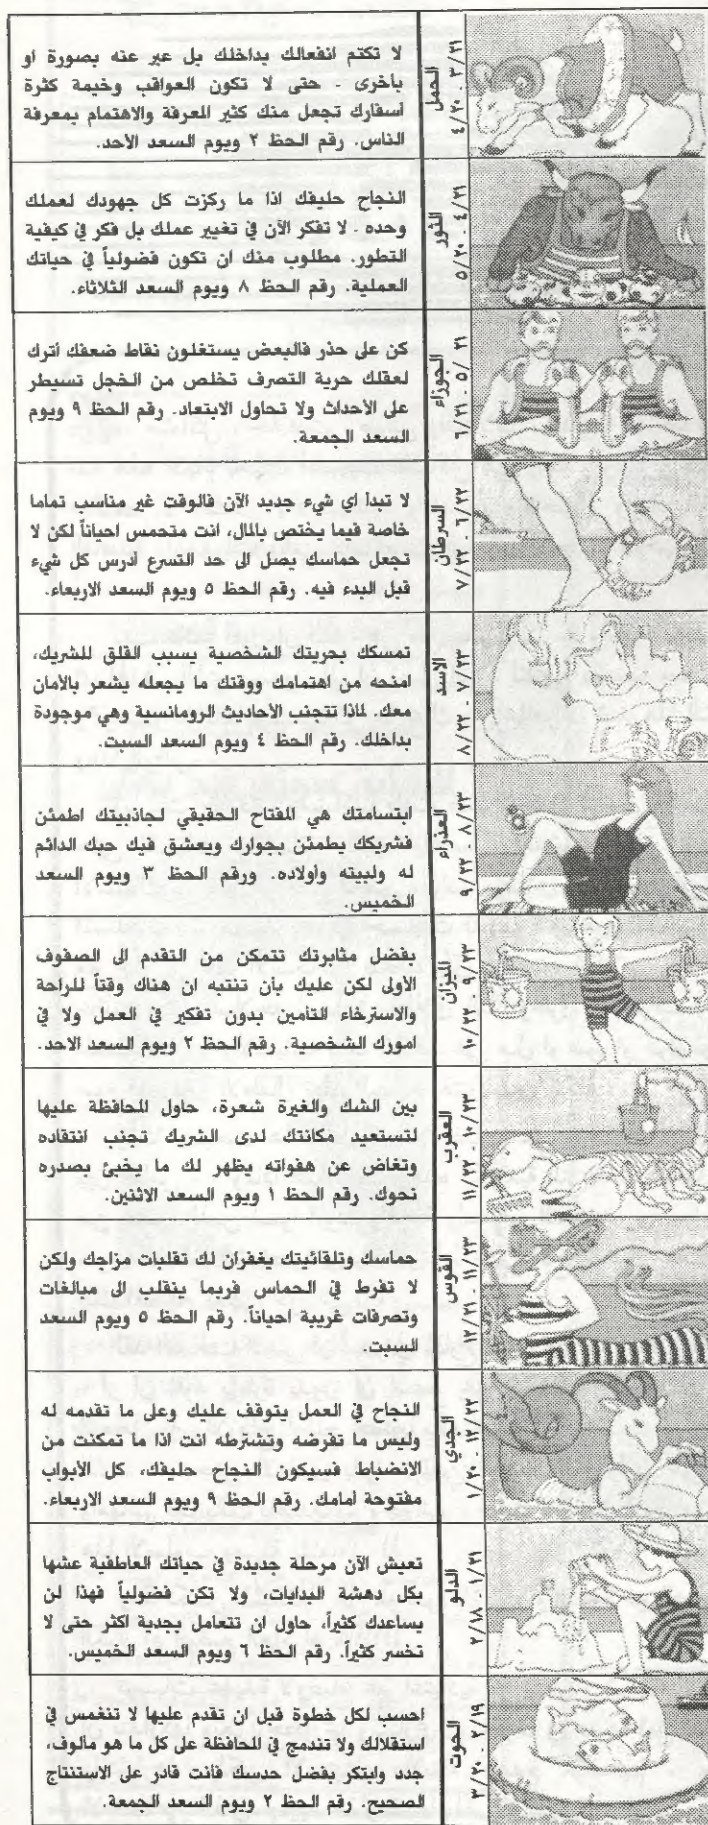 الحمل
٣/٢١ - ٤/٢٠
لا تكتم انفعالك بداخلك بل عبر عنه بصورة او
بأخرى - حتى لا تكون العواقب وخيمة كثرة
أسفارك تجعل منك كثير المعرفة والاهتمام بمعرفة
الناس. رقم الحظ ٢ ويوم السعد الأحد.
الثور
٤/٢١ - ٥/٢٠
النجاح حليفك اذا ما ركزت كل جهودك لعملك
وحده - لا تفكر الآن في تغيير عملك بل فكر في كيفية
التطور. مطلوب منك ان تكون فضولياً في حياتك
العملية. رقم الحظ ٨ ويوم السعد الثلاثاء.
الجوزاء
٥/٢١ - ٦/٢١
كن على حذر فالبعض يستغلون نقاط ضعفك أترك
لعقلك حرية التصرف تخلص من الخجل تسيطر
على الأحداث ولا تحاول الابتعاد. رقم الحظ ٩ ويوم
السعد الجمعة.
السرطان
٦/٢٢ - ٧/٢٢
لا تبدأ اي شيء جديد الآن فالوقت غير مناسب تماما
خاصة فيما يختص بالمال، انت متحمس احياناً لكن لا
تجعل حماسك يصل الى حد التسرع أدرس كل شيء
قبل البدء فيه. رقم الحظ ٥ ويوم السعد الاربعاء.
الاسد
٧/٢٣ - ٨/٢٢
تمسكك بحريتك الشخصية يسبب القلق للشريك،
امنحه من اهتمامك ووقتك ما يجعله يشعر بالأمان
معك. لماذا تتجنب الأحاديث الرومانسية وهي موجودة
بداخلك. رقم الحظ ٤ ويوم السعد السبت.
العذراء
٨/٢٣ - ٩/٢٢
ابتسامتك هي المفتاح الحقيقي لجاذبيتك اطمئن
فشريكك يطمئن بجوارك ويعشق فيك حبك الدائم
له ولبيته وأولاده. ورقم الحظ ٣ ويوم السعد
الخميس.
الميزان
٩/٢٣ - ١٠/٢٢
بفضل مثابرتك تتمكن من التقدم الى الصفوف
الأولى لكن عليك بأن تنتبه ان هناك وقتاً للراحة
والاسترخاء التأمين بدون تفكير في العمل ولا في
امورك الشخصية. رقم الحظ ٢ ويوم السعد الاحد.
العقرب
١٠/٢٣ - ١١/٢٢
بين الشك والغيرة شعرة، حاول المحافظة عليها
لتستعيد مكانتك لدى الشريك تجنب انتقاده
وتغاض عن هفواته يظهر لك ما يخبئ بصدره
نحوك. رقم الحظ ١ ويوم السعد الاثنين.
القوس
١١/٢٣ - ١٢/٢١
حماسك وتلقائيتك يغفران لك تقلبات مزاجك ولكن
لا تفرط في الحماس فربما ينقلب الى مبالغات
وتصرفات غريبة احياناً. رقم الحظ ٥ ويوم السعد
السبت.
الجدي
١٢/٢٢ - ١/٢٠
النجاح في العمل يتوقف عليك وعلى ما تقدمه له
وليس ما تفرضه وتشترطه انت اذا ما تمكنت من
الانضباط فسيكون النجاح حليفك، كل الأبواب
مفتوحة أمامك. رقم الحظ ٩ ويوم السعد الاربعاء.
الدلو
١/٢١ - ٢/١٨
تعيش الآن مرحلة جديدة في حياتك العاطفية عشها
بكل دهشة البدايات، ولا تكن فضولياً فهذا لن
يساعدك كثيراً، حاول ان تتعامل بجدية اكثر حتى لا
تخسر كثيراً. رقم الحظ ٦ ويوم السعد الخميس.
الحوت
٢/١٩ - ٣/٢٠
احسب لكل خطوة قبل ان تقدم عليها لا تنغمس في
استقلالك ولا تندمج في المحافظة على كل ما هو مألوف،
جدد وابتكر بفضل حدسك فأنت قادر على الاستنتاج
الصحيح. رقم الحظ ٢ ويوم السعد الجمعة.